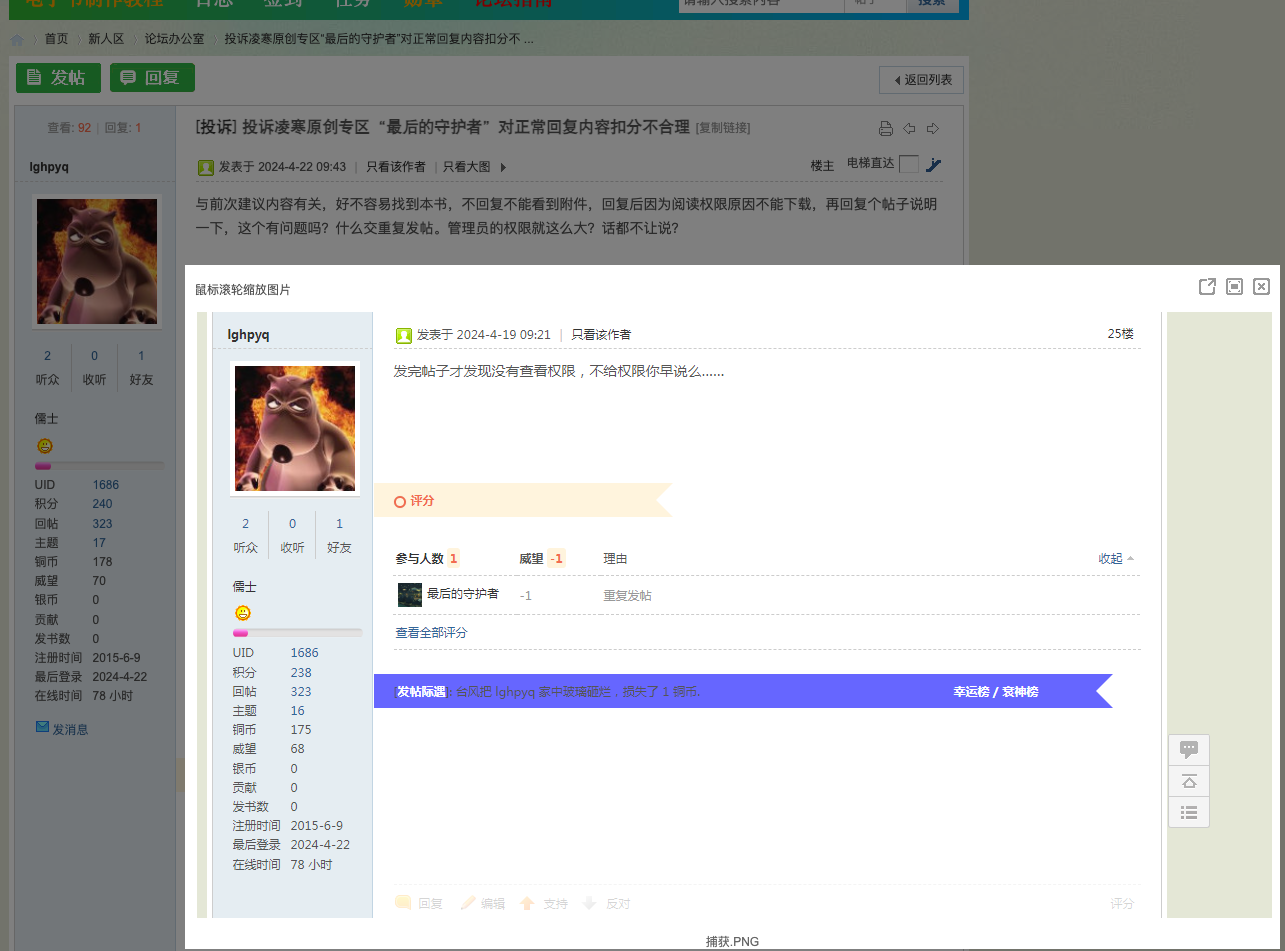 电子书制作教程 日志 签到 任务 勋章 论坛指南 请输入搜索内容 帖子 搜索
首页 新人区 论坛办公室 投诉凌寒原创专区“最后的守护者”对正常回复内容扣分不 ...
发帖 回复 返回列表
查看: 92 | 回复: 1
[投诉] 投诉凌寒原创专区“最后的守护者”对正常回复内容扣分不合理 [复制链接]
lghpyq
发表于 2024-4-22 09:43 | 只看该作者 | 只看大图
楼主 电梯直达
与前次建议内容有关，好不容易找到本书，不回复不能看到附件，回复后因为阅读权限原因不能下载，再回复个帖子说明
一下，这个有问题吗？什么交重复发帖。管理员的权限就这么大？话都不让说？
2 0 1
听众 收听 好友
儒士
UID 1686
积分 240
回帖 323
主题 17
铜币 178
威望 70
银币 0
贡献 0
发书数 0
注册时间 2015-6-9
最后登录 2024-4-22
在线时间 78 小时
发消息
鼠标滚轮缩放图片
lghpyq
发表于 2024-4-19 09:21 | 只看该作者
25楼
发完帖子才发现没有查看权限，不给权限你早说么......
评分
2 0 1
听众 收听 好友
参与人数 1 威望 -1 理由 收起
最后的守护者 -1 重复发帖
查看全部评分
儒士
UID 1686
积分 238
回帖 323
主题 16
铜币 175
威望 68
银币 0
贡献 0
发书数 0
注册时间 2015-6-9
最后登录 2024-4-22
在线时间 78 小时
发帖际遇: 台风把 lghpyq 家中玻璃砸烂，损失了 1 铜币.
幸运榜 / 衰神榜
回复 编辑 支持 反对 评分
捕获.PNG